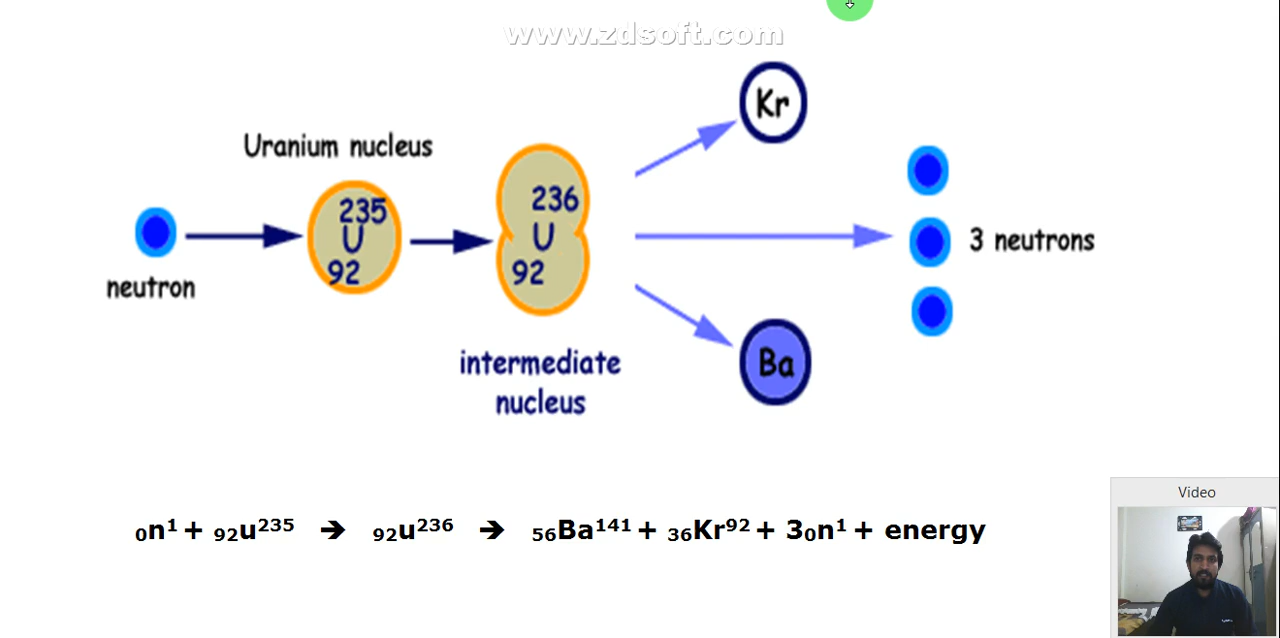 www.zdsoft.com
Kr
Uranium nucleus
235
U
92
236
U
92
neutron
3 neutrons
intermediate
nucleus
Ba
Video
₀n¹ + ₉₂u²³⁵ ➔ ₉₂u²³⁶ ➔ ₅₆Ba¹⁴¹ + ₃₆Kr⁹² + 3₀n¹ + energy